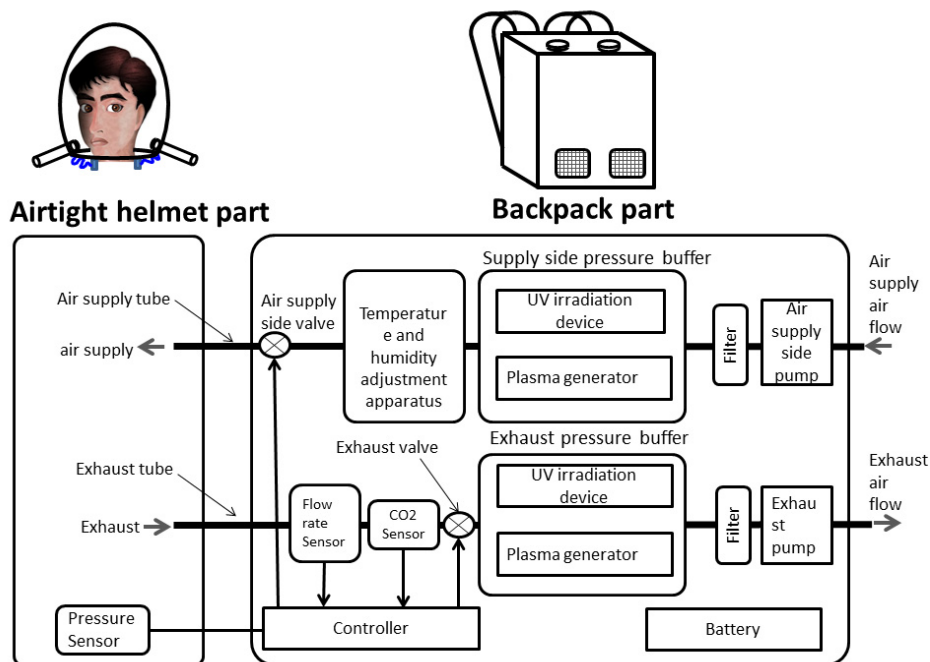 Airtight helmet part
Backpack part
Air supply tube
air supply
Air supply
side valve
Temperatur
e and
humidity
adjustment
apparatus
Supply side pressure buffer
UV irradiation
device
Plasma generator
Filter
Air
supply
side
pump
Air
supply
air
flow
Exhaust tube
Exhaust
Flow
rate
Sensor
CO2
Sensor
Exhaust valve
Exhaust pressure buffer
UV irradiation
device
Plasma generator
Filter
Exhau
st
pump
Exhaust
air
flow
Pressure
Sensor
Controller
Battery